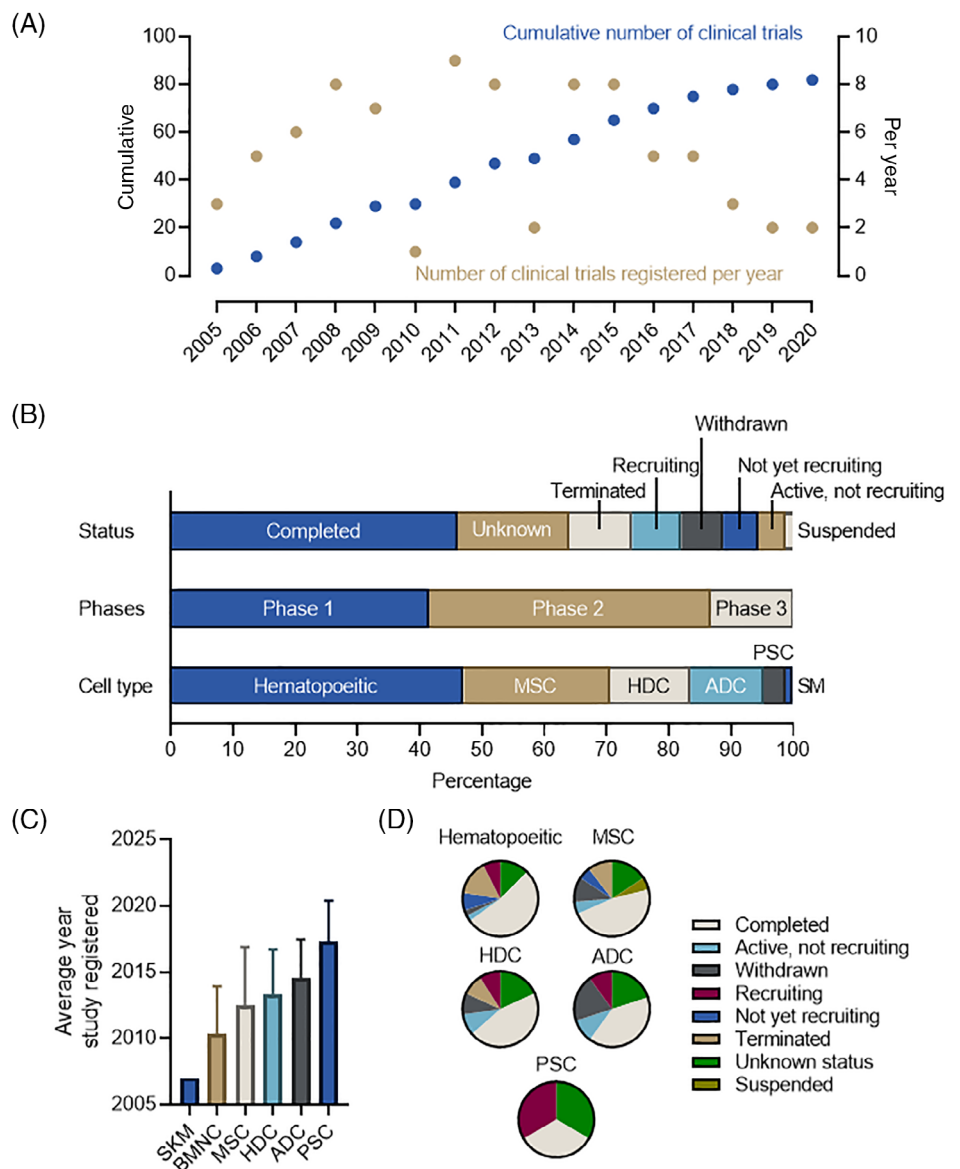 (A)
Cumulative number of clinical trials
100
80
60
40
20
0
Cumulative
10
8
6
4
2
0
Per year
Number of clinical trials registered per year
2005
2006
2007
2008
2009
2010
2011
2012
2013
2014
2015
2016
2017
2018
2019
2020
(B)
Withdrawn
Recruiting
Not yet recruiting
Terminated
Active, not recruiting
Status
Completed
Unknown
Suspended
Phases
Phase 1
Phase 2
Phase 3
PSC
Cell type
Hematopoeitic
MSC
HDC
ADC
SM
0 10 20 30 40 50 60 70 80 90 100
Percentage
(C)
2025
2020
2015
2010
2005
Average year
study registered
SKM
BMNC
MSC
HDC
ADC
PSC
(D)
Hematopoeitic
MSC
HDC
ADC
PSC
Completed
Active, not recruiting
Withdrawn
Recruiting
Not yet recruiting
Terminated
Unknown status
Suspended